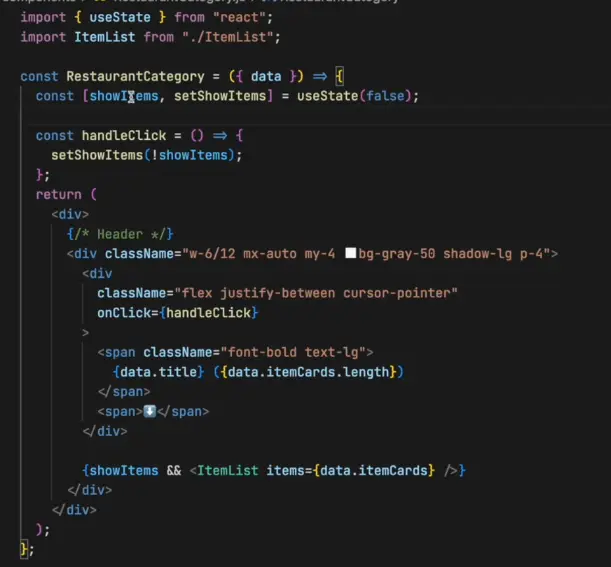 import { useState } from "react";
import ItemList from "./ItemList";
const RestaurantCategory = ({ data }) => {
const [showItems, setShowItems] = useState(false);
const handleClick = () => {
setShowItems(!showItems);
};
return (
<div>
{/* Header */}
<div className="w-6/12 mx-auto my-4 bg-gray-50 shadow-lg p-4">
<div
className="flex justify-between cursor-pointer"
onClick={handleClick}
>
<span className="font-bold text-lg">
{data.title} ({data.itemCards.length})
</span>
<span>⬇️</span>
</div>
{showItems && <ItemList items={data.itemCards} />}
</div>
</div>
);
};